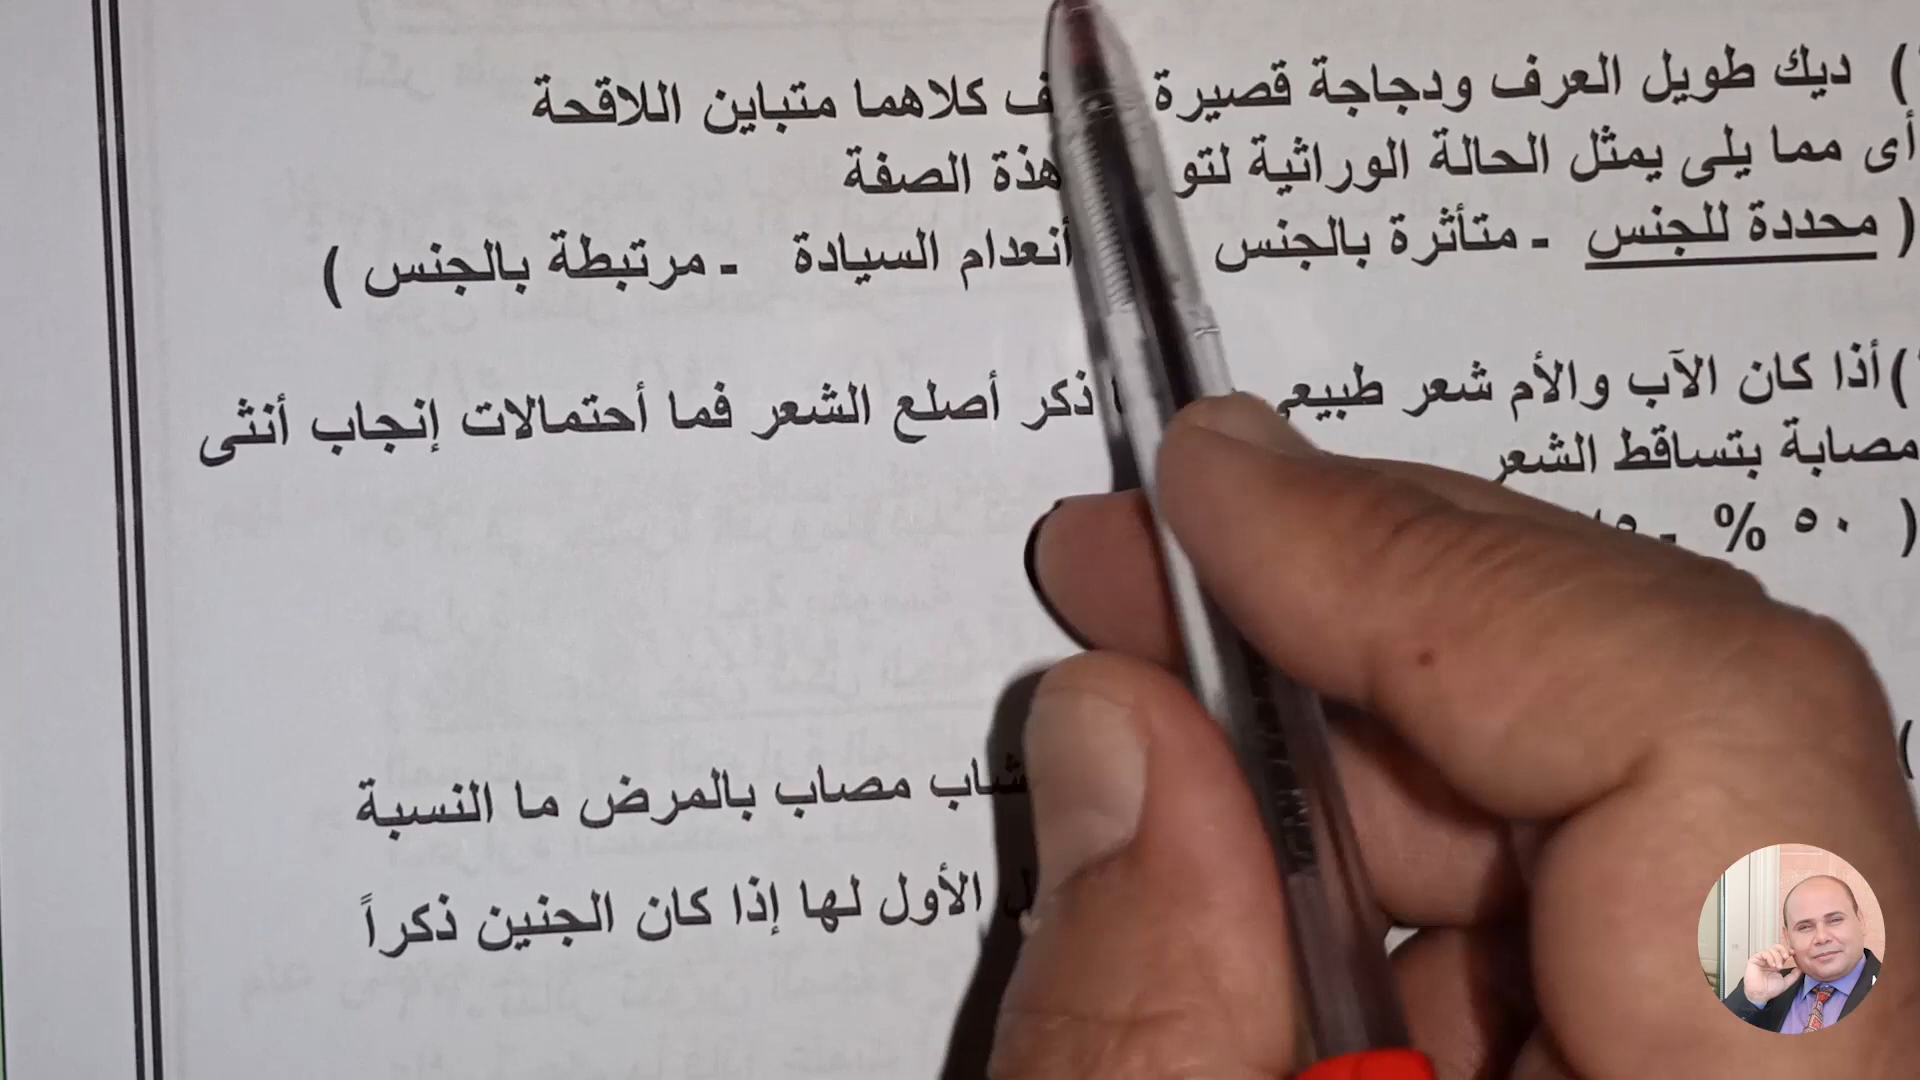 ) ديك طويل العرف ودجاجة قصيرة كلاهما متباين اللاقحة
أى مما يلى يمثل الحالة الوراثية هذة الصفة
( محددة للجنس - متأثرة بالجنس أنعدام السيادة - مرتبطة بالجنس )
) أذا كان الآب والأم شعر طبيعى ذكر أصلع الشعر فما أحتمالات إنجاب أنثى
مصابة بتساقط الشعر
( ٥٠ % -
)
شاب مصاب بالمرض ما النسبة
الأول لها إذا كان الجنين ذكراً